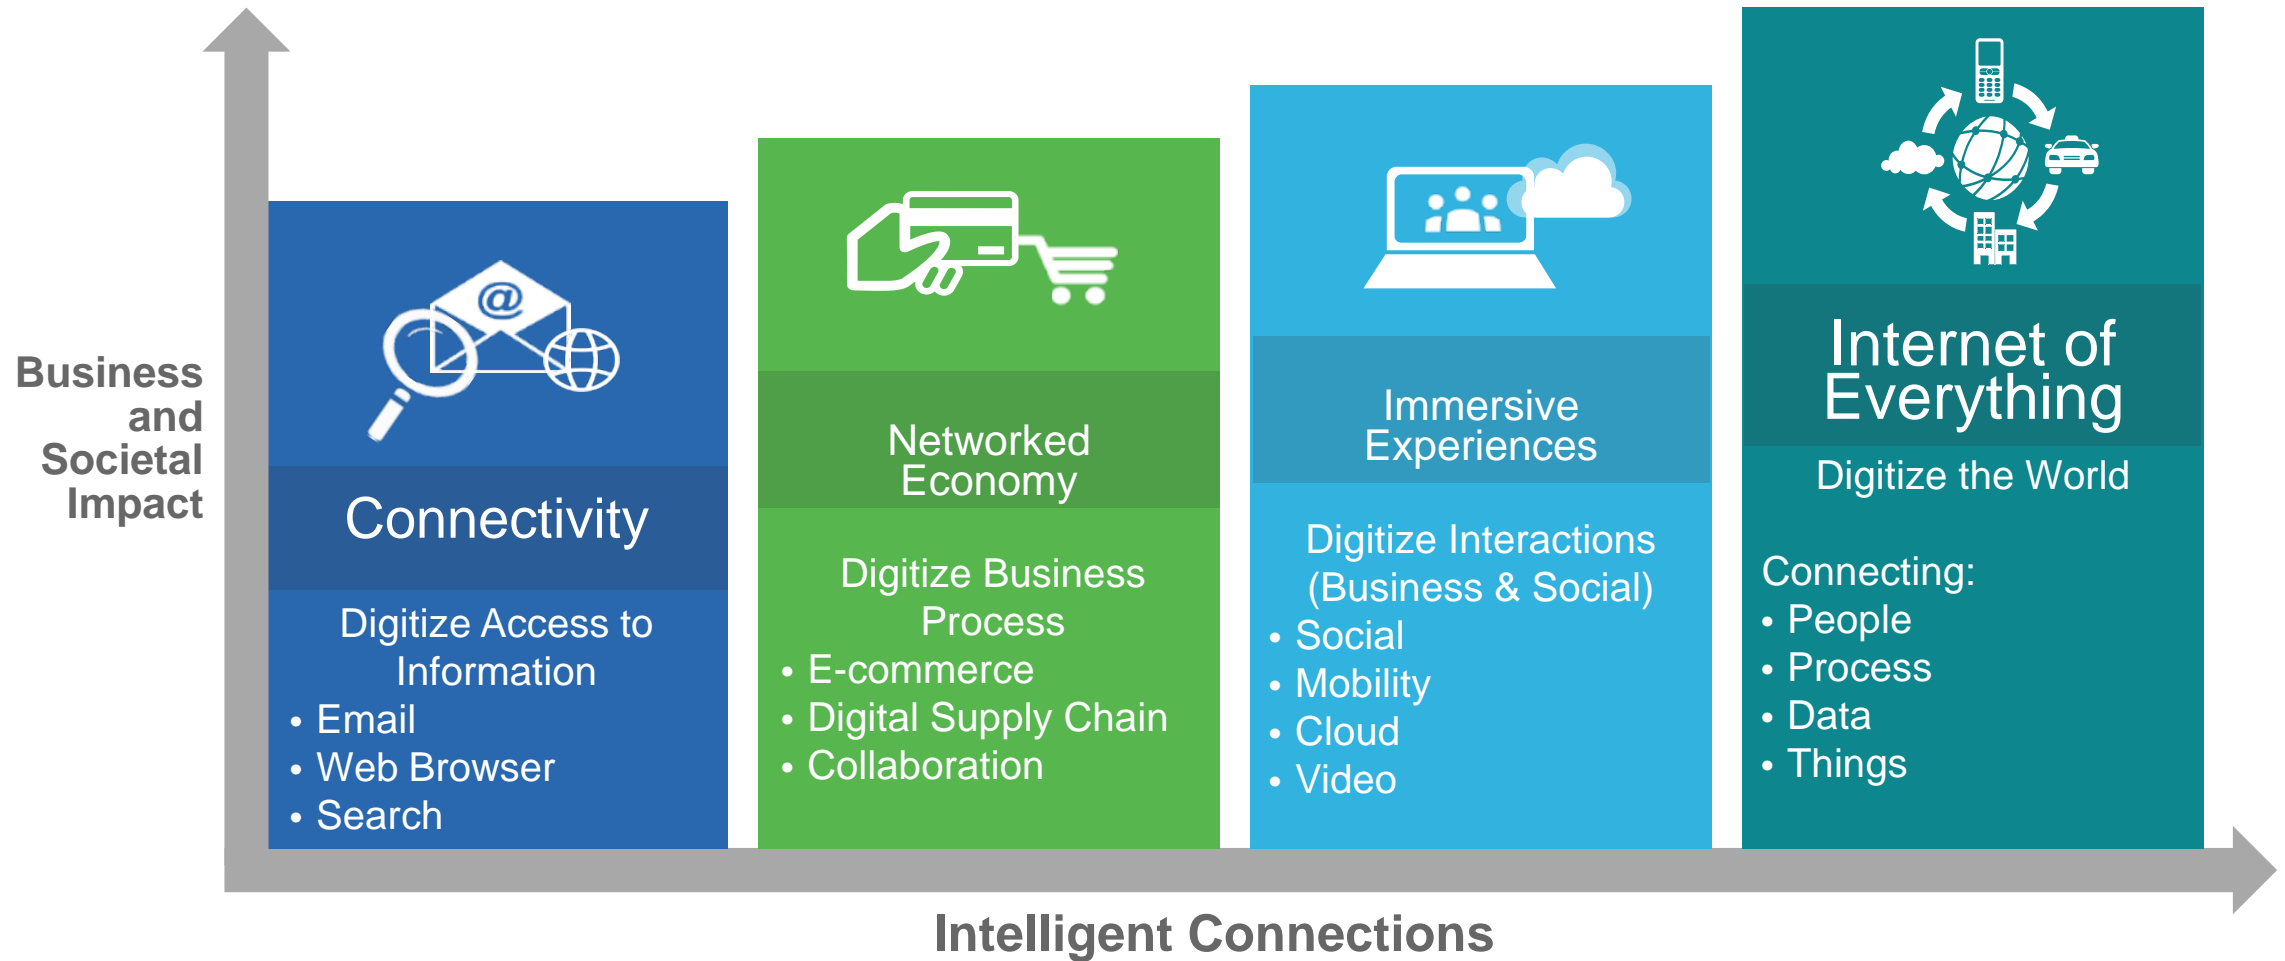 Business
and
Societal
Impact
@
Connectivity
Digitize Access to
Information
• Email
• Web Browser
• Search
Networked
Economy
Digitize Business
Process
• E-commerce
• Digital Supply Chain
• Collaboration
Immersive
Experiences
Digitize Interactions
(Business & Social)
• Social
• Mobility
• Cloud
• Video
Internet of
Everything
Digitize the World
Connecting:
• People
• Process
• Data
• Things
Intelligent Connections